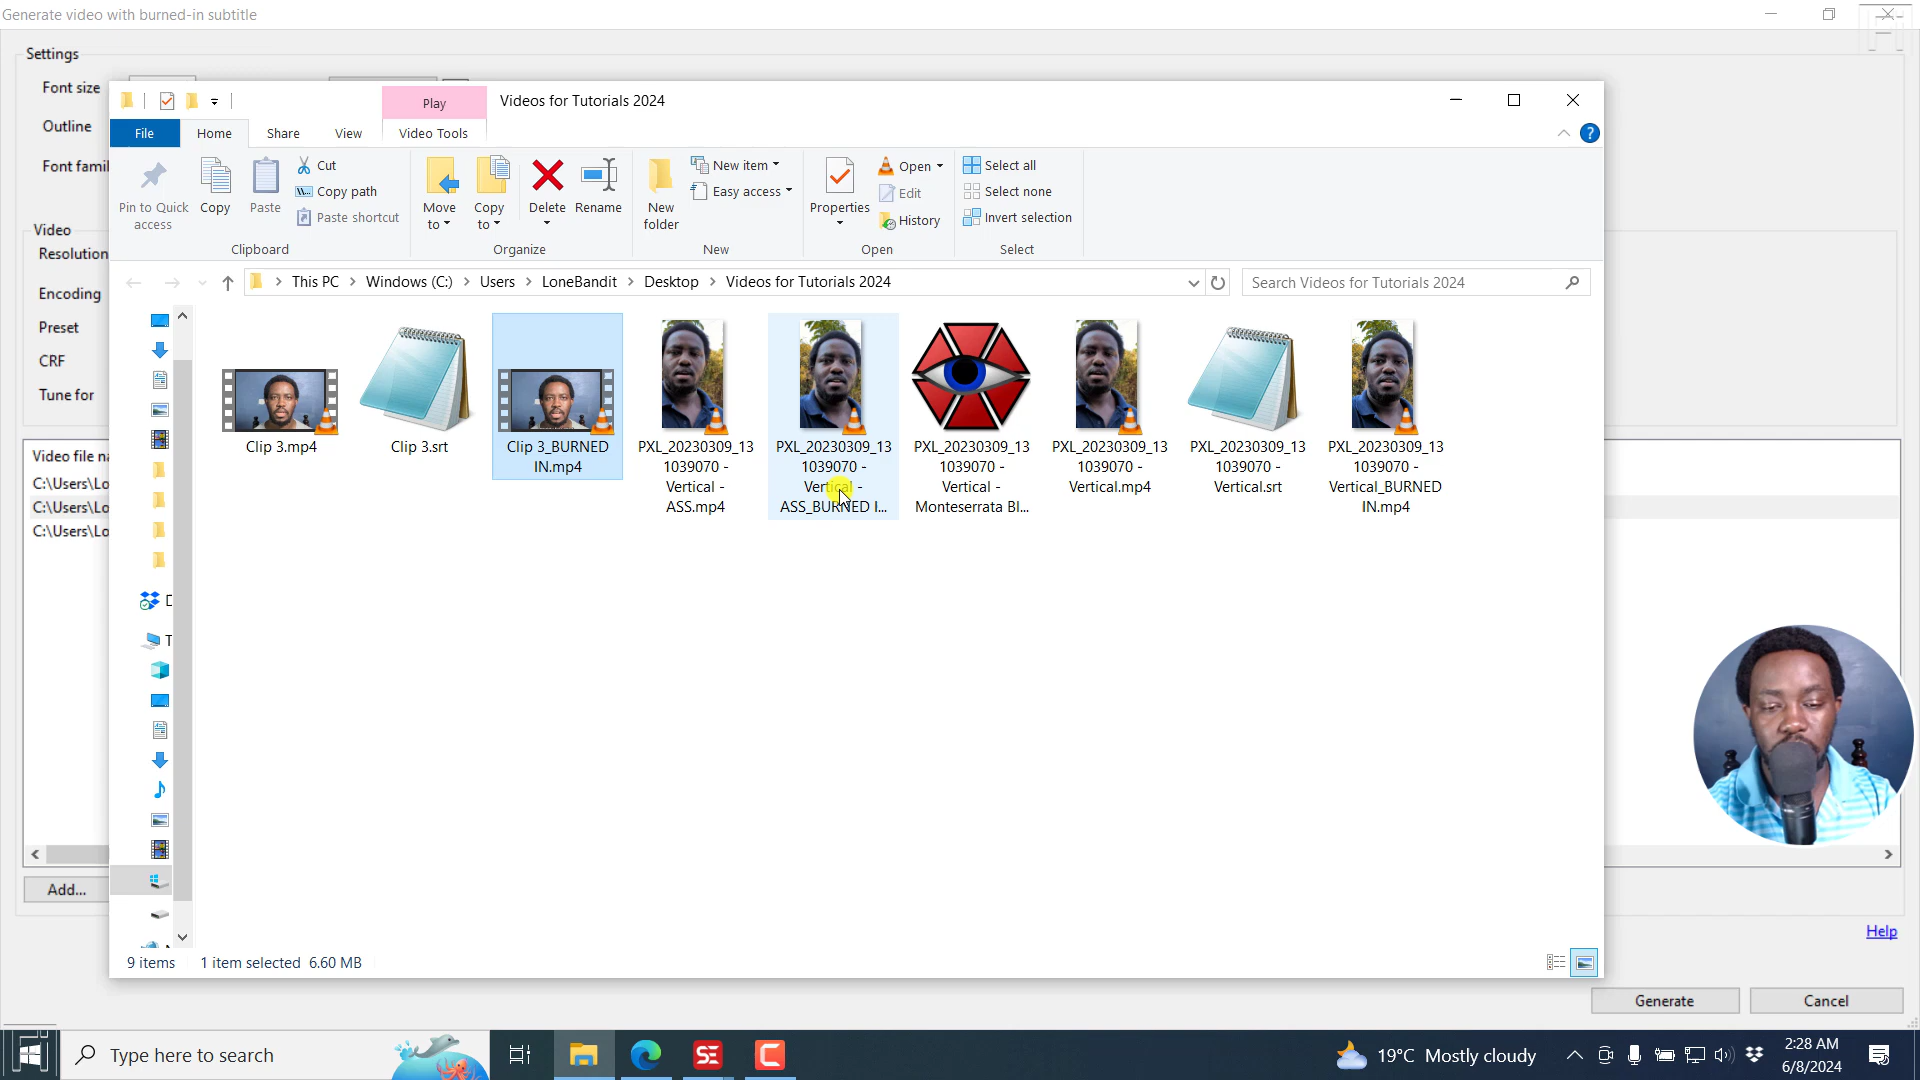 Generate video with burned-in subtitle
Settings
Font size
Outline
Font famil
Video
Resolution
Encoding
Preset
CRF
Tune for
Video file na
C:\Users\Lo
C:\Users\Lo
C:\Users\Lo
Add...
Help
Generate
Cancel
Play
Videos for Tutorials 2024
File
Home
Share
View
Video Tools
Pin to Quick access
Copy
Paste
Cut
Copy path
Paste shortcut
Clipboard
Move to
Copy to
Delete
Rename
Organize
New folder
New item
Easy access
New
Properties
Open
Edit
History
Open
Select all
Select none
Invert selection
Select
This PC
Windows (C:)
Users
LoneBandit
Desktop
Videos for Tutorials 2024
Search Videos for Tutorials 2024
Clip 3.mp4
Clip 3.srt
Clip 3_BURNED
IN.mp4
PXL_20230309_13
1039070 -
Vertical -
ASS.mp4
PXL_20230309_13
1039070 -
Vertical -
ASS_BURNED I...
PXL_20230309_13
1039070 -
Vertical -
Monteserrata Bl...
PXL_20230309_13
1039070 -
Vertical.mp4
PXL_20230309_13
1039070 -
Vertical.srt
PXL_20230309_13
1039070 -
Vertical_BURNED
IN.mp4
9 items
1 item selected 6.60 MB
Type here to search
SE
19°C Mostly cloudy
2:28 AM
6/8/2024